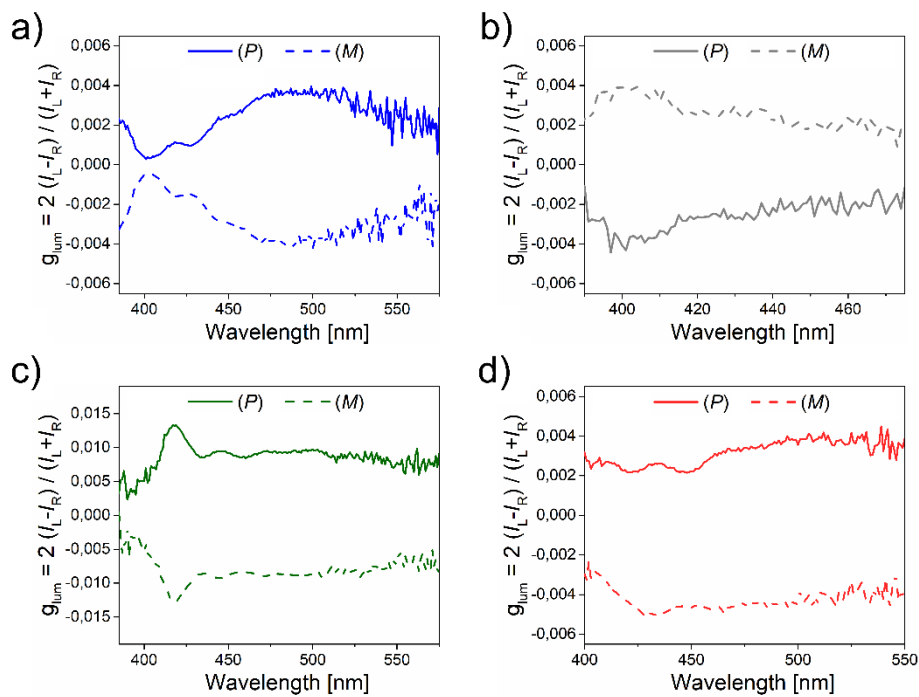 a)
(P) (M)
0,006
0,004
0,002
0,000
-0,002
-0,004
-0,006
g_lum = 2 (I_L-I_R) / (I_L+I_R)
400 450 500 550
Wavelength [nm]
b)
(P) (M)
0,006
0,004
0,002
0,000
-0,002
-0,004
-0,006
g_lum = 2 (I_L-I_R) / (I_L+I_R)
400 420 440 460
Wavelength [nm]
c)
(P) (M)
0,015
0,010
0,005
0,000
-0,005
-0,010
-0,015
g_lum = 2 (I_L-I_R) / (I_L+I_R)
400 450 500 550
Wavelength [nm]
d)
(P) (M)
0,006
0,004
0,002
0,000
-0,002
-0,004
-0,006
g_lum = 2 (I_L-I_R) / (I_L+I_R)
400 450 500 550
Wavelength [nm]